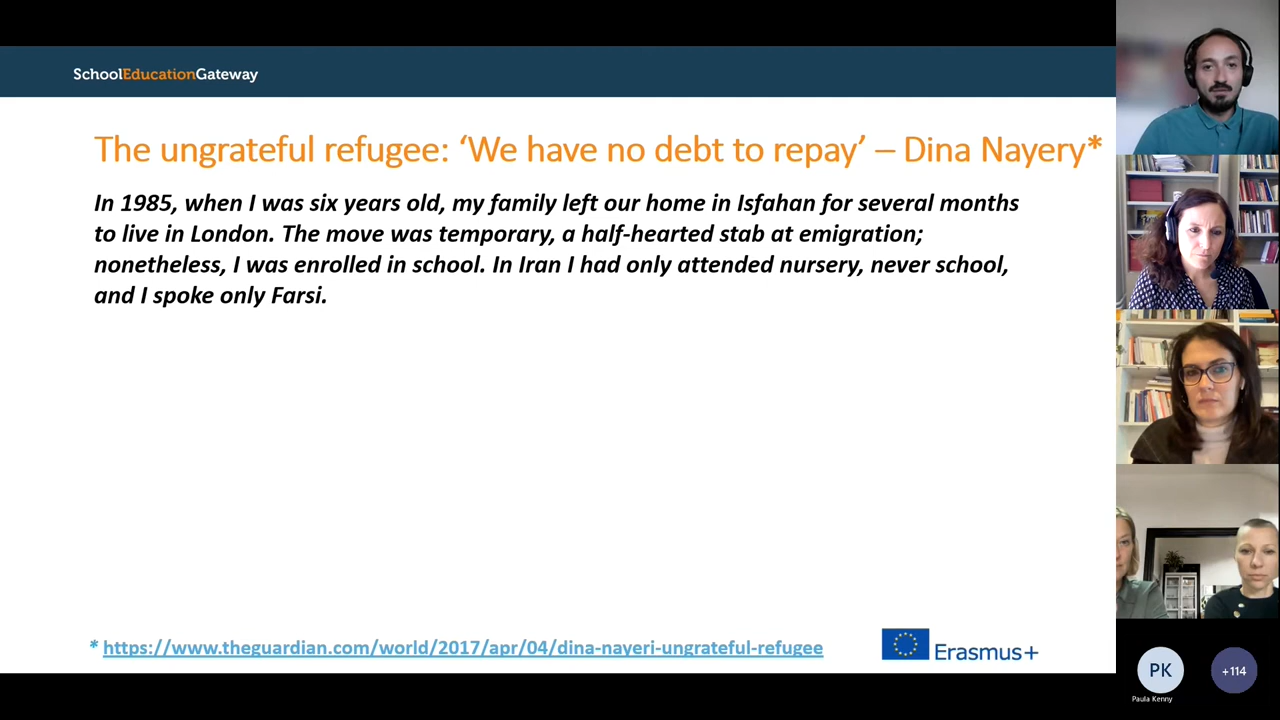 SchoolEducationGateway
The ungrateful refugee: ‘We have no debt to repay’ – Dina Nayery*
In 1985, when I was six years old, my family left our home in Isfahan for several months
to live in London. The move was temporary, a half-hearted stab at emigration;
nonetheless, I was enrolled in school. In Iran I had only attended nursery, never school,
and I spoke only Farsi.
* https://www.theguardian.com/world/2017/apr/04/dina-nayeri-ungrateful-refugee
Erasmus+
PK
Paula Kenny
+114